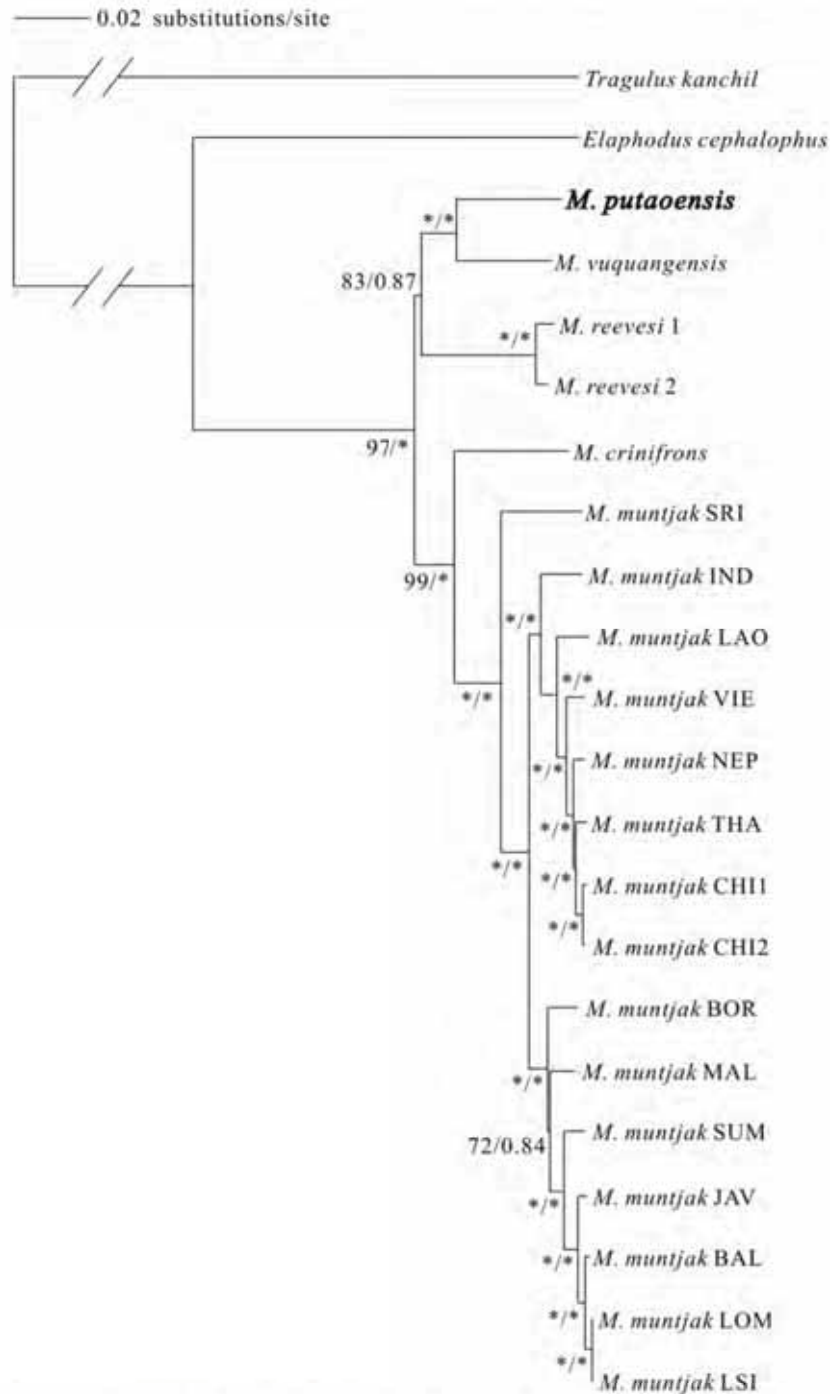 0.02 substitutions/site
Tragulus kanchil
Elaphodus cephalophus
M. putaoensis
*/*
M. vuquangensis
83/0.87
M. reevesi 1
*/*
M. reevesi 2
97/*
M. crinifrons
M. muntjak SRI
99/*
M. muntjak IND
*/*
M. muntjak LAO
*/*
*/*
M. muntjak VIE
M. muntjak NEP
*/*
M. muntjak THA
*/*
*/*
*/*
M. muntjak CHI1
*/*
M. muntjak CHI2
M. muntjak BOR
M. muntjak MAL
*/*
M. muntjak SUM
72/0.84
M. muntjak JAV
*/*
M. muntjak BAL
*/*
M. muntjak LOM
*/*
*/*
M. muntjak LSI